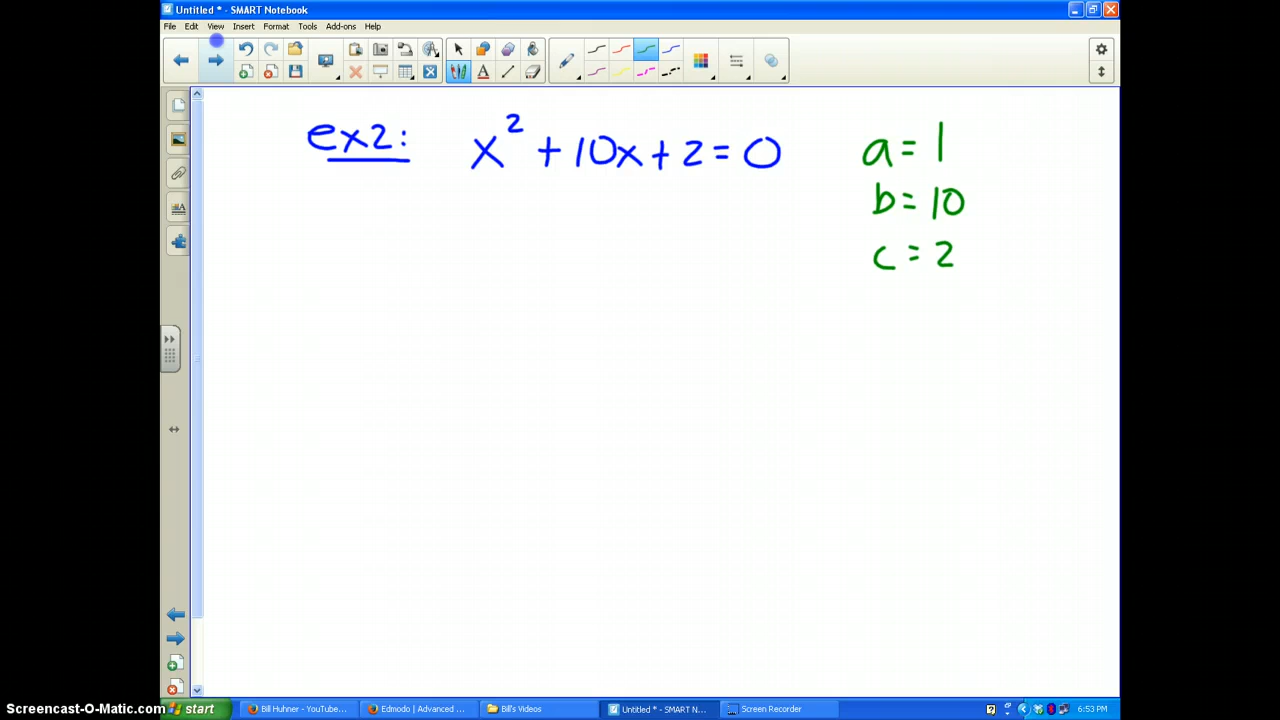 Untitled * - SMART Notebook
File Edit View Insert Format Tools Add-ons Help
ex2: x² + 10x + 2 = 0
a = 1
b = 10
c = 2
Screencast-O-Matic.com
start
Bill Huhner - YouTube...
Edmodo | Advanced ...
Bill's Videos
Untitled * - SMART N...
Screen Recorder
6:53 PM